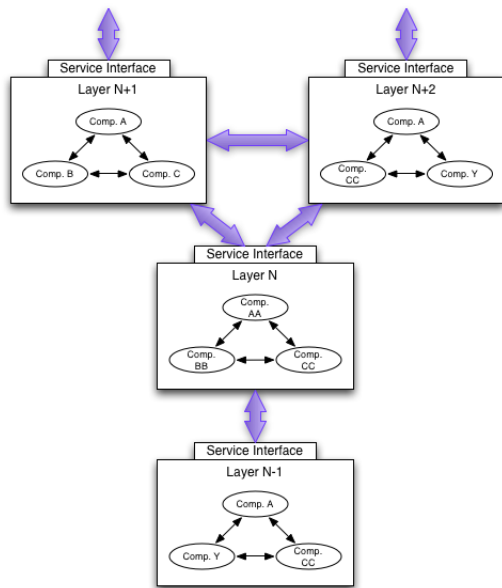 Service Interface
Layer N+1
Comp. A
Comp. B
Comp. C
Service Interface
Layer N+2
Comp. A
Comp.
CC
Comp. Y
Service Interface
Layer N
Comp.
AA
Comp.
BB
Comp.
CC
Service Interface
Layer N-1
Comp. A
Comp. Y
Comp.
CC